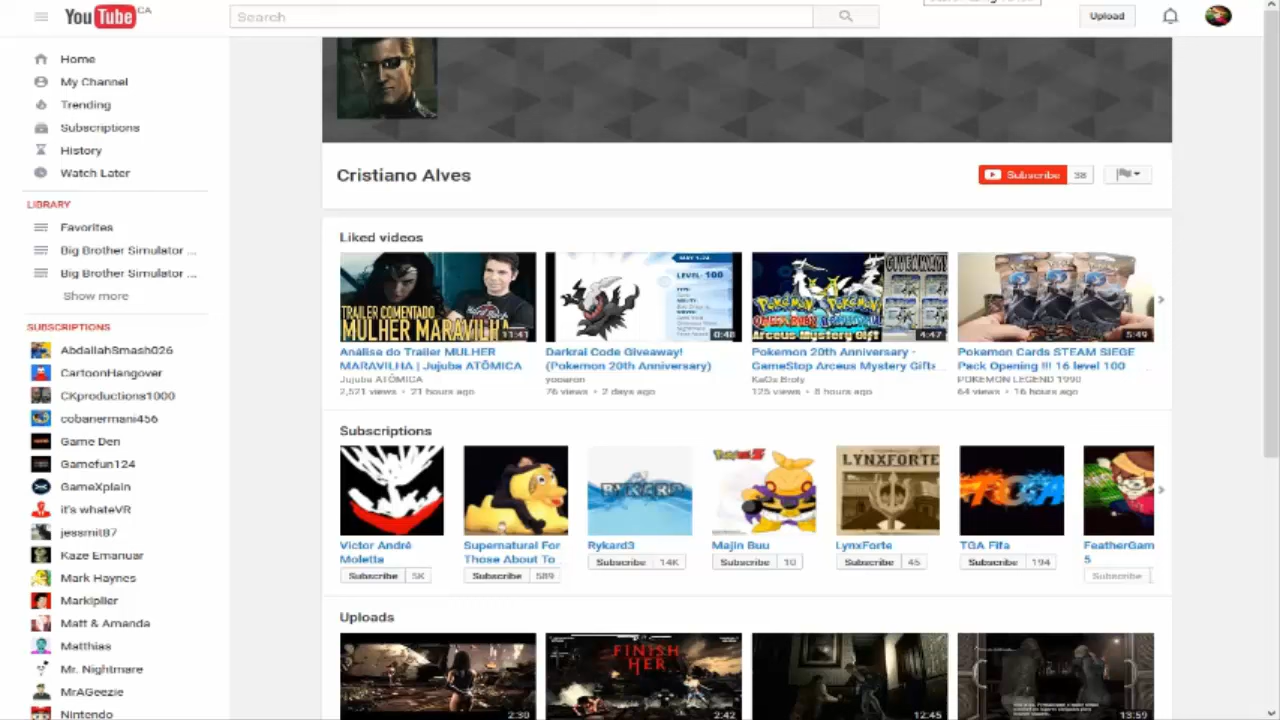 YouTube CA
Search
Upload
Home
My Channel
Trending
Subscriptions
History
Watch Later
LIBRARY
Favorites
Big Brother Simulator ...
Big Brother Simulator ...
Show more
SUBSCRIPTIONS
AbdallahSmash026
CartoonHangover
CKproductions1000
cobanermani456
Game Den
Gamefun124
GameXplain
it's whateVR
jessmit87
Kaze Emanuar
Mark Haynes
Markiplier
Matt & Amanda
Matthias
Mr. Nightmare
MrAGeezie
Nintendo
Cristiano Alves
Subscribe 38
Liked videos
TRAILER COMENTADO
MULHER MARAVILHA
11:41
Análise do Trailer MULHER
MARAVILHA | Jujuba ATÔMICA
Jujuba ATÔMICA
2,521 views • 21 hours ago
LEVEL: 100
0:48
Darkrai Code Giveaway!
(Pokemon 20th Anniversary)
yooaron
76 views • 2 days ago
GIVEAWAY!
POKéMON POKéMON
Arceus Mystery Gift
4:47
Pokemon 20th Anniversary -
GameStop Arceus Mystery Gifts
KaDs Broly
125 views • 8 hours ago
5:49
Pokemon Cards STEAM SIEGE
Pack Opening !!! 16 level 100
POKEMON LEGEND 1990
64 views • 16 hours ago
Subscriptions
Victor André
Moletta
Subscribe 5K
Supernatural For
Those About To
Subscribe 589
RYKARD
Rykard3
Subscribe 14K
Majin Buu
Subscribe 10
LYNXFORTE
LynxForte
Subscribe 45
TGA
TGA Fifa
Subscribe 194
FeatherGam
5
Subscribe
Uploads
2:30
FINISH
HER
2:42
12:45
13:59